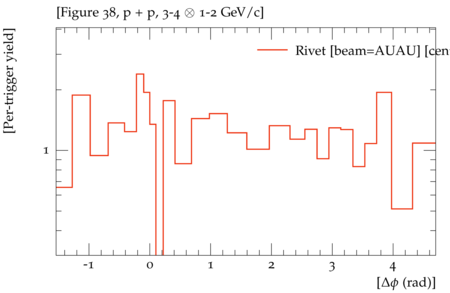 [Figure 38, p + p, 3-4 ⊗ 1-2 GeV/c]
[Per-trigger yield]
Rivet [beam=AUAU] [cen
1
-1 0 1 2 3 4
[Δϕ (rad)]